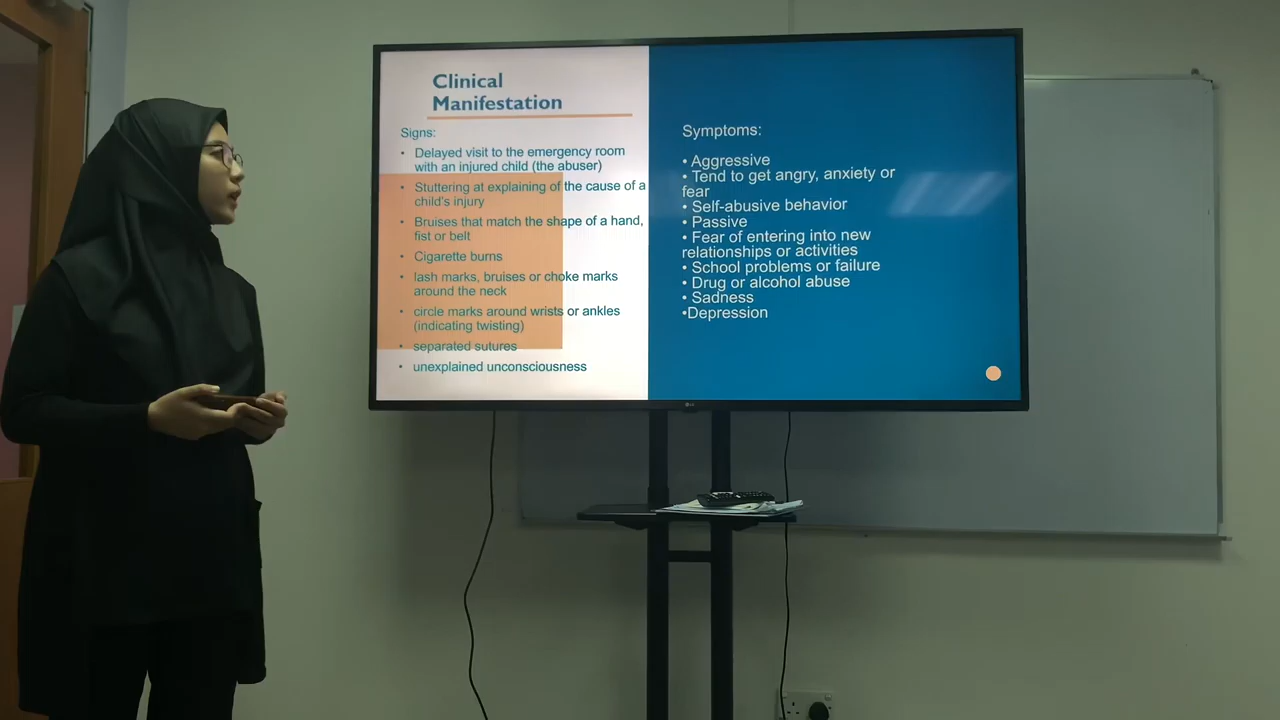 Clinical
Manifestation
Signs:
• Delayed visit to the emergency room
with an injured child (the abuser)
• Stuttering at explaining of the cause of a
child's injury
• Bruises that match the shape of a hand,
fist or belt
• Cigarette burns
• lash marks, bruises or choke marks
around the neck
• circle marks around wrists or ankles
(indicating twisting)
• separated sutures
• unexplained unconsciousness
Symptoms:
• Aggressive
• Tend to get angry, anxiety or
fear
• Self-abusive behavior
• Passive
• Fear of entering into new
relationships or activities
• School problems or failure
• Drug or alcohol abuse
• Sadness
•Depression
LG